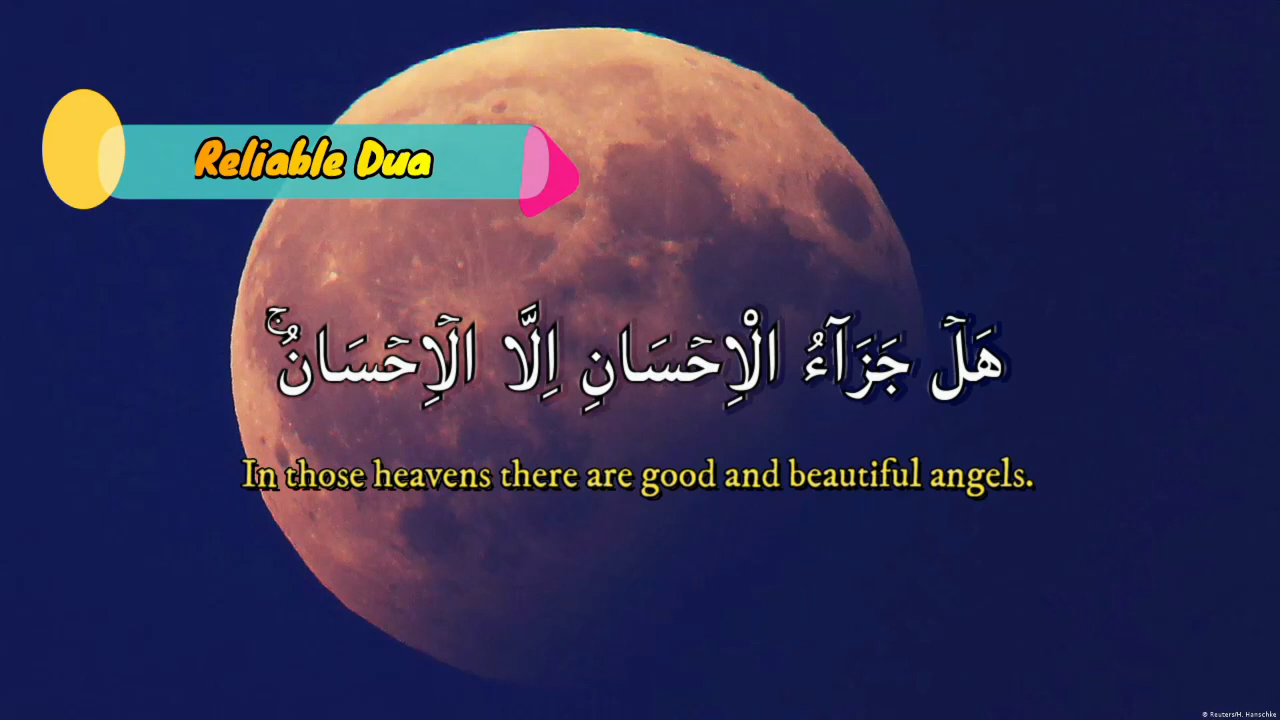 Reliable Dua
هَلۡ جَزَآءُ الْاِحۡسَانِ اِلَّا الۡاِحۡسَانُۚ
In those heavens there are good and beautiful angels.
© Reuters/H. Hanschke